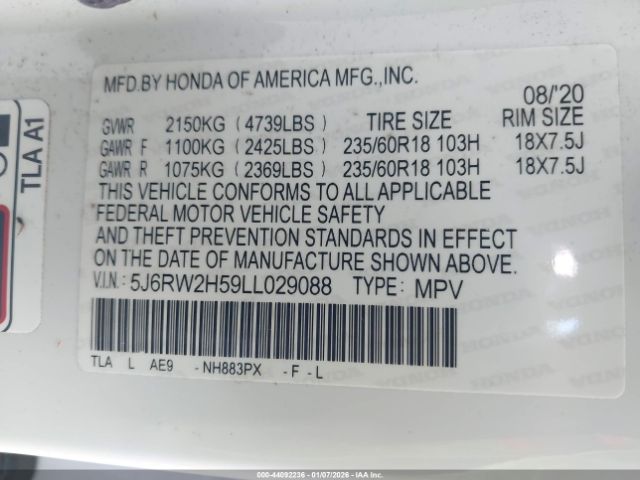 MFD.BY HONDA OF AMERICA MFG.,INC.
08/'20
GVWR 2150KG (4739LBS) TIRE SIZE RIM SIZE
GAWR F 1100KG (2425LBS) 235/60R18 103H 18X7.5J
GAWR R 1075KG (2369LBS) 235/60R18 103H 18X7.5J
THIS VEHICLE CONFORMS TO ALL APPLICABLE
FEDERAL MOTOR VEHICLE SAFETY
AND THEFT PREVENTION STANDARDS IN EFFECT
ON THE DATE OF MANUFACTURE SHOWN ABOVE.
V.I.N: 5J6RW2H59LL029088 TYPE: MPV
TLA L AE9 -NH883PX -F-L
TLA A1
000-44092236 - 01/07/2026 - IAAI.COM